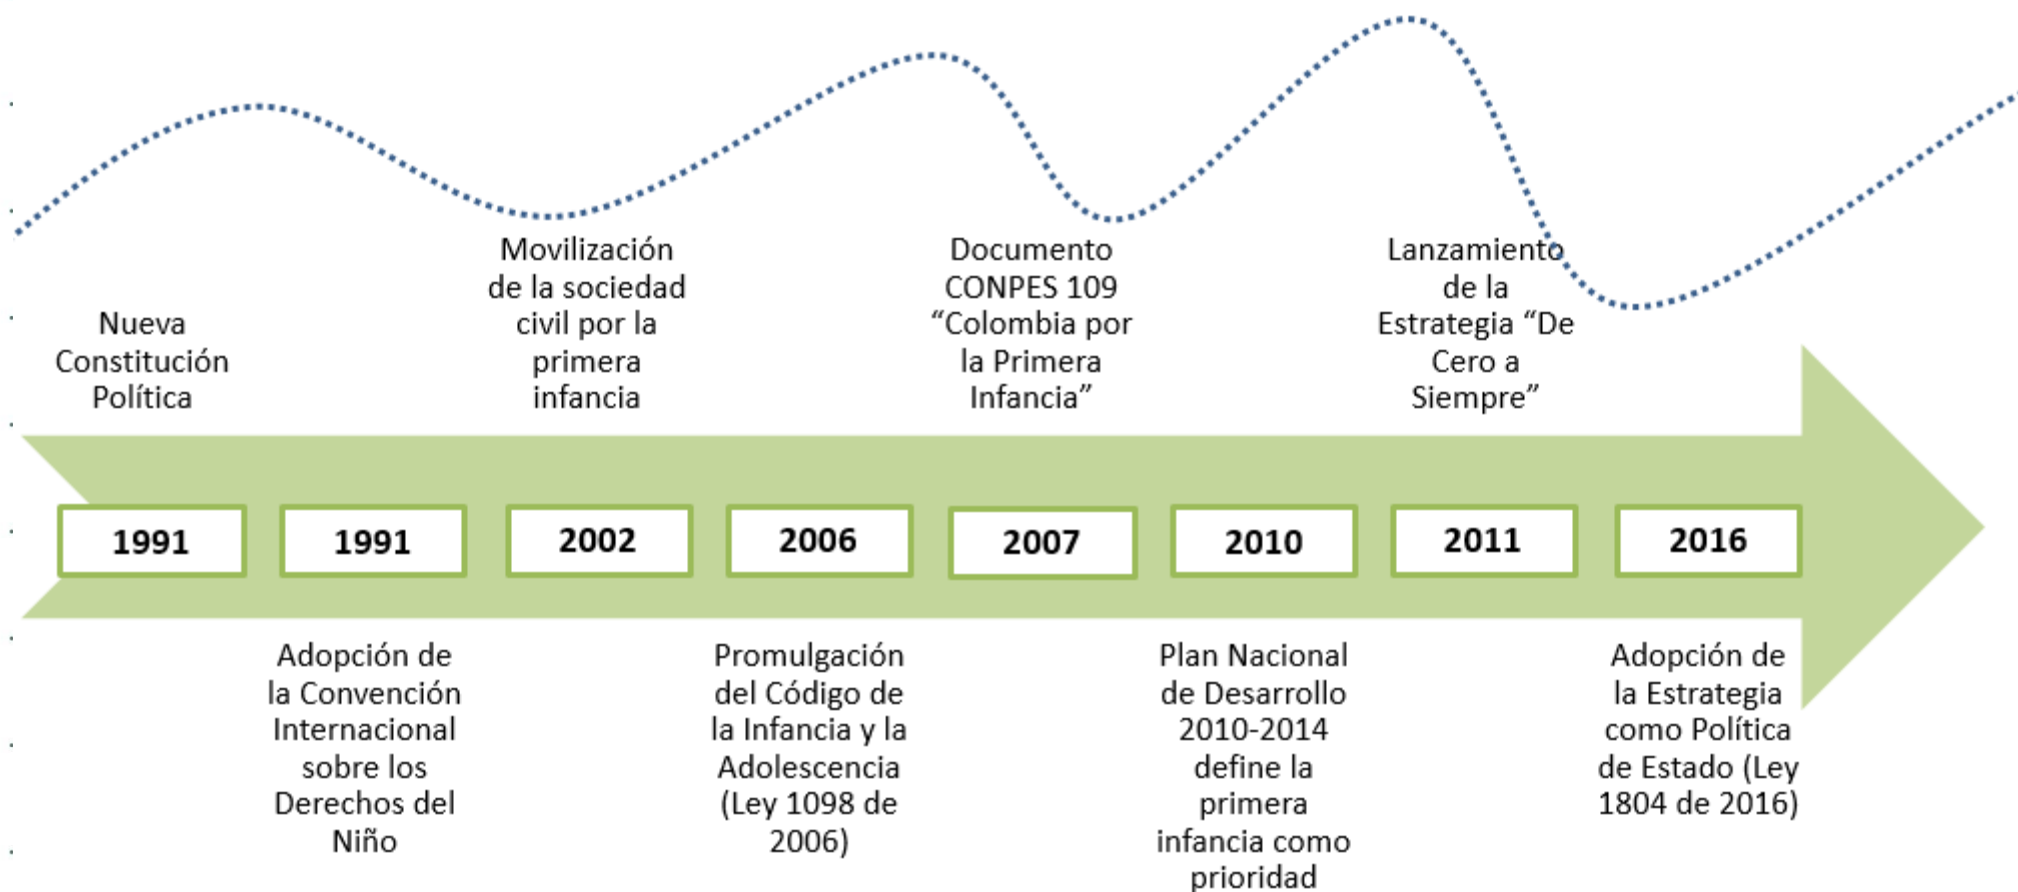 Nueva
Constitución
Política
Movilización
de la sociedad
civil por la
primera
infancia
Documento
CONPES 109
“Colombia por
la Primera
Infancia”
Lanzamiento
de la
Estrategia “De
Cero a
Siempre”
1991
1991
2002
2006
2007
2010
2011
2016
Adopción de
la Convención
Internacional
sobre los
Derechos del
Niño
Promulgación
del Código de
la Infancia y la
Adolescencia
(Ley 1098 de
2006)
Plan Nacional
de Desarrollo
2010-2014
define la
primera
infancia como
prioridad
Adopción de
la Estrategia
como Política
de Estado (Ley
1804 de 2016)